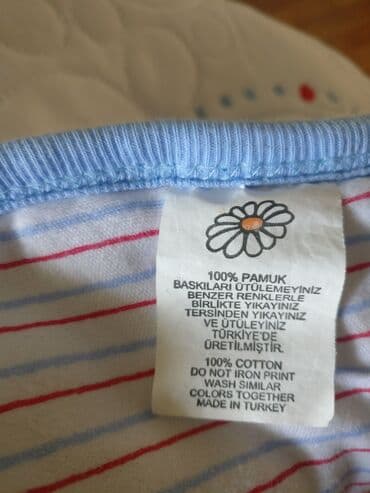 100% PAMUK
BASKILARI ÜTÜLEMEYİNİZ
BENZER RENKLERLE
BİRLİKTE YIKAYINIZ
TERSİNDEN YIKAYINIZ
VE ÜTÜLEYİNİZ
TÜRKİYE'DE
ÜRETİLMİŞTİR.
100% COTTON
DO NOT IRON PRINT
WASH SIMILAR
COLORS TOGETHER
MADE IN TURKEY